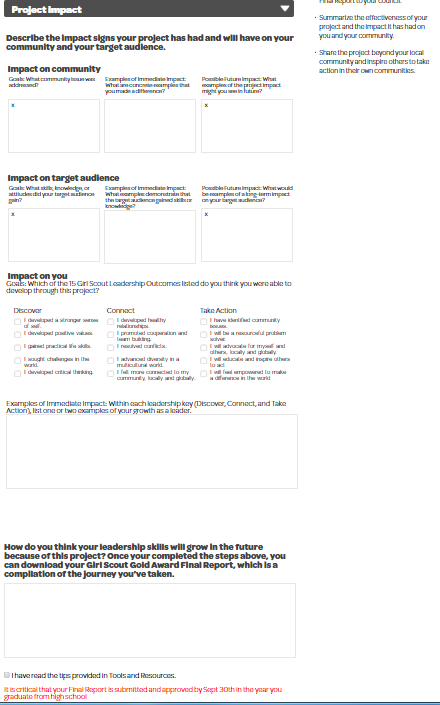 Project Impact
Describe the impact signs your project has had and will have on your
community and your target audience.
Impact on community
Goals: What community issue was
addressed?
Examples of Immediate Impact:
What are concrete examples that
you made a difference?
Possible Future Impact: What
examples of the project impact
might you see in future?
x
x
Impact on target audience
Goals: What skills, knowledge, or
attitudes did your target audience
gain?
Examples of Immediate Impact:
What examples demonstrate that
the target audience gained skills or
knowledge?
Possible Future Impact: What would
be examples of a long-term impact
on your target audience?
x
x
Impact on you
Goals: Which of the 15 Girl Scout Leadership Outcomes listed do you think you were able to
develop through this project?
Discover
I developed a stronger sense
of self.
I developed positive values.
I gained practical life skills.
I sought challenges in the
world.
I developed critical thinking.
Connect
I developed healthy
relationships.
I promoted cooperation and
team building.
I resolved conflicts.
I advanced diversity in a
multicultural world.
I felt more connected to my
community, locally and globally.
Take Action
I have identified community
issues.
I will be a resourceful problem
solver.
I will advocate for myself and
others, locally and globally.
I will educate and inspire others
to act
I will feel empowered to make
a difference in the world
Examples of Immediate Impact: Within each leadership key (Discover, Connect, and Take
Action), list one or two examples of your growth as a leader.
How do you think your leadership skills will grow in the future
because of this project? Once your completed the steps above, you
can download your Girl Scout Gold Award Final Report, which is a
compilation of the journey you've taken.
I have read the tips provided in Tools and Resources.
It is critical that your Final Report is submitted and approved by Sept 30th in the year you
graduate from high school
Final Report to your council.
• Summarize the effectiveness of your
project and the impact it has had on
you and your community.
• Share the project beyond your local
community and inspire others to take
action in their own communities.